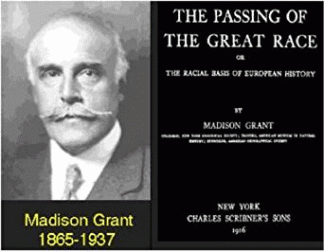 THE PASSING OF
THE GREAT RACE
OR
THE RACIAL BASIS OF EUROPEAN HISTORY
BY
MADISON GRANT
NEW YORK
CHARLES SCRIBNER'S SONS
1916
Madison Grant
1865-1937